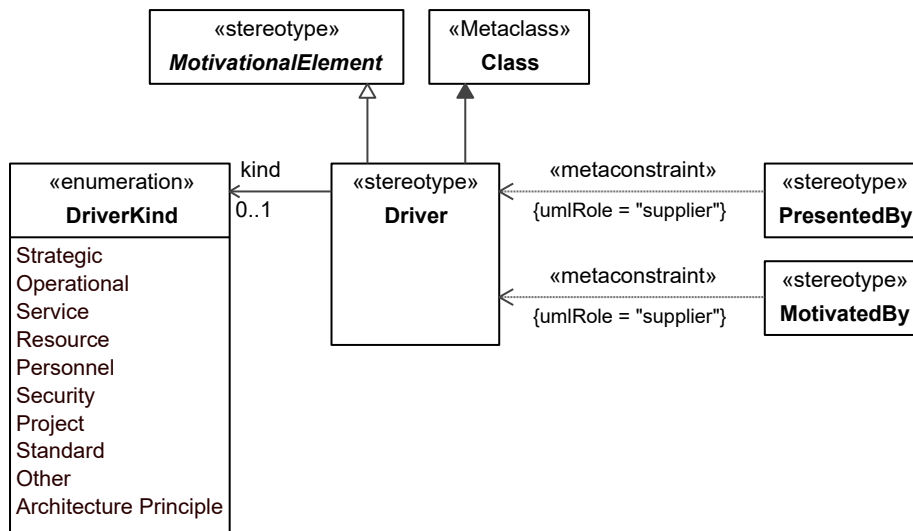 «stereotype»
MotivationalElement
«Metaclass»
Class
«enumeration»
DriverKind
Strategic
Operational
Service
Resource
Personnel
Security
Project
Standard
Other
Architecture Principle
kind
0..1
«stereotype»
Driver
«metaconstraint»
{umlRole = "supplier"}
«stereotype»
PresentedBy
«metaconstraint»
{umlRole = "supplier"}
«stereotype»
MotivatedBy